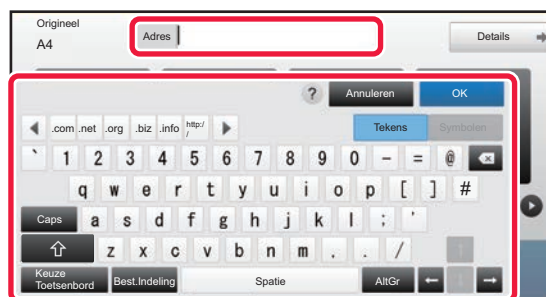 Origineel
A4
Adres
Details
? Annuleren OK
.com .net .org .biz .info http:/
/
Tekens Symbolen
` 1 2 3 4 5 6 7 8 9 0 - = @
q w e r t y u i o p [ ] #
Caps a s d f g h j k l ; '
z x c v b n m . . /
Keuze
Toetsenbord Best.Indeling Spatie AltGr